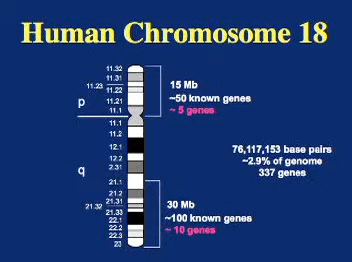 Human Chromosome 18
11.32
11.31
11.23
11.22
11.21
11.1
p
15 Mb
~50 known genes
~ 5 genes
11.1
11.2
12.1
12.2
2.31
q
76,117,153 base pairs
~2.9% of genome
337 genes
21.1
21.2
21.31
21.32
21.33
22.1
22.2
22.3
23
30 Mb
~100 known genes
~ 10 genes